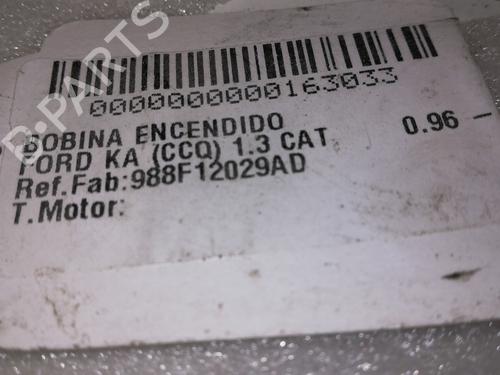 B-PARTS
0000000000163033
BOBINA ENCENDIDO
FORD KA (CCQ) 1.3 CAT 0.96 -
Ref.Fab:988F12029AD
T.Motor: